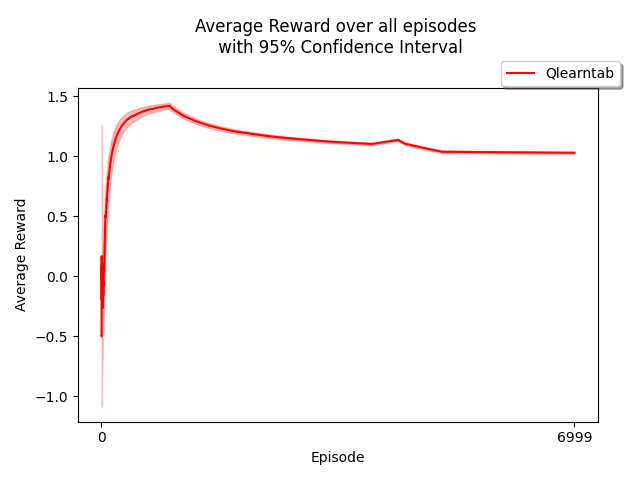 Average Reward over all episodes
with 95% Confidence Interval
Qlearntab
1.5
1.0
0.5
0.0
−0.5
−1.0
Average Reward
0
6999
Episode